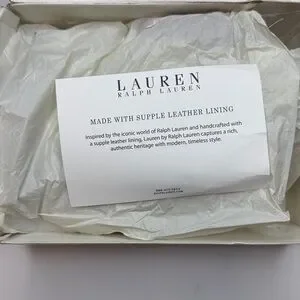 LAUREN
RALPH LAUREN
MADE WITH SUPPLE LEATHER LINING
Inspired by the iconic world of Ralph Lauren and handcrafted with
a supple leather lining, Lauren by Ralph Lauren captures a rich,
authentic heritage with modern, timeless style.